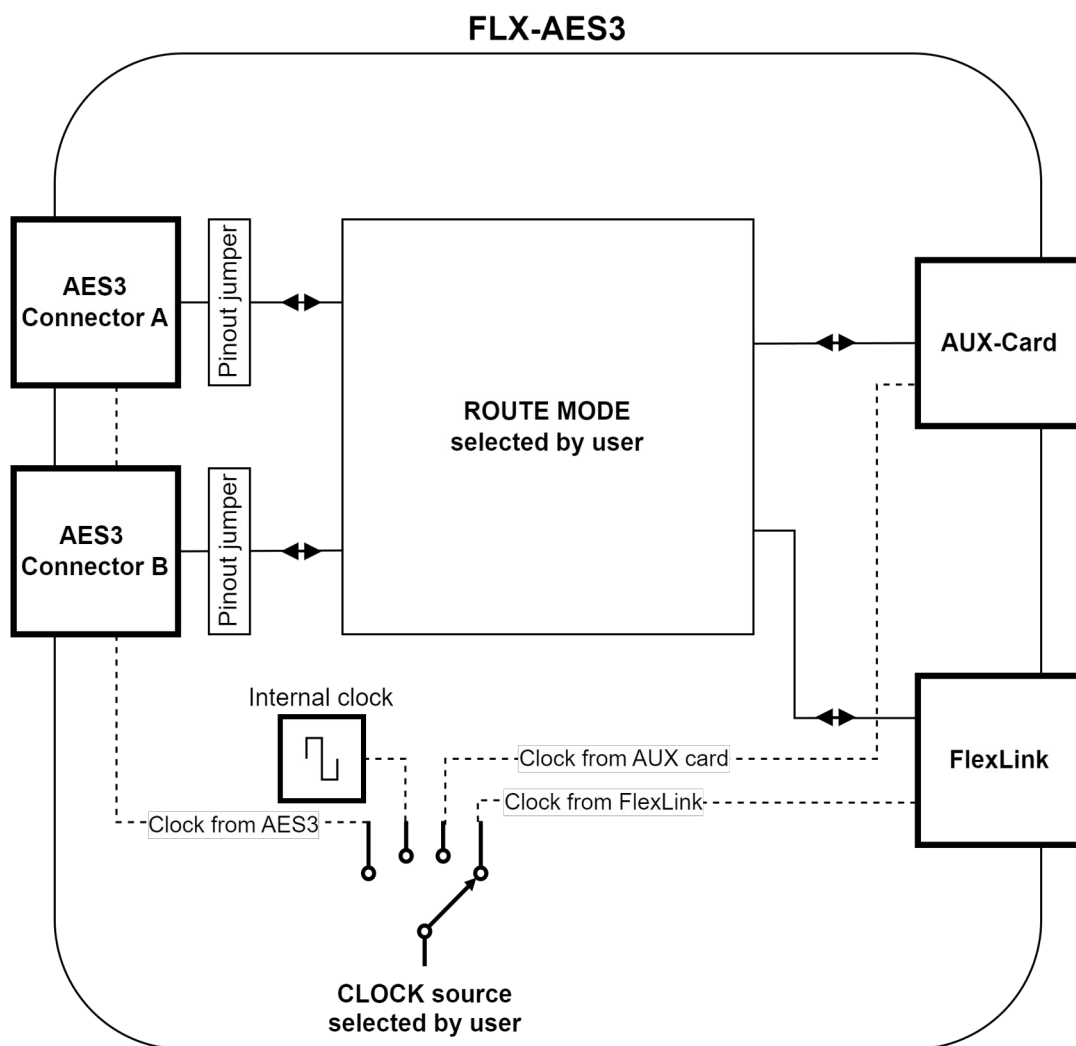 FLX-AES3
AES3
Connector A
Pinout jumper
AUX-Card
ROUTE MODE
selected by user
AES3
Connector B
Pinout jumper
Internal clock
Clock from AUX card
FlexLink
Clock from FlexLink
Clock from AES3
CLOCK source
selected by user